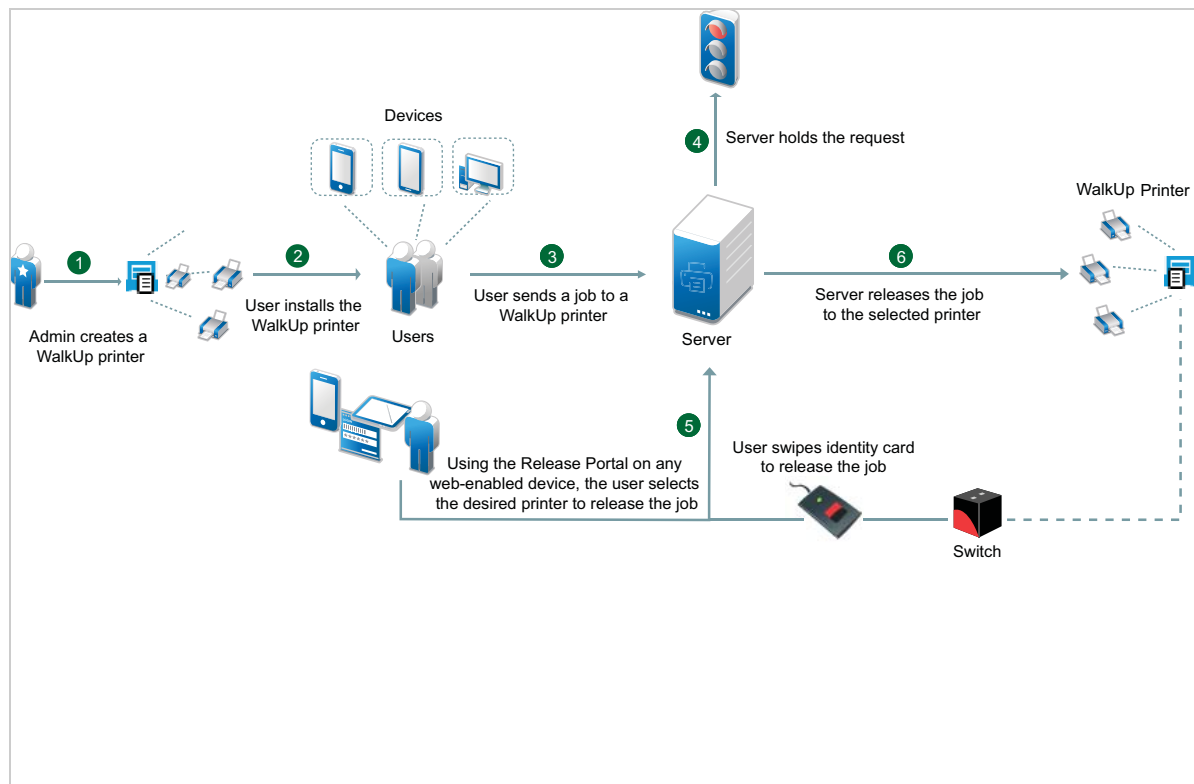 Devices
4
Server holds the request
WalkUp Printer
1
2
3
6
User installs the
WalkUp printer
User sends a job to a
WalkUp printer
Server releases the job
to the selected printer
Admin creates a
WalkUp printer
Users
Server
5
Using the Release Portal on any
web-enabled device, the user selects
the desired printer to release the job
User swipes identity card
to release the job
Switch